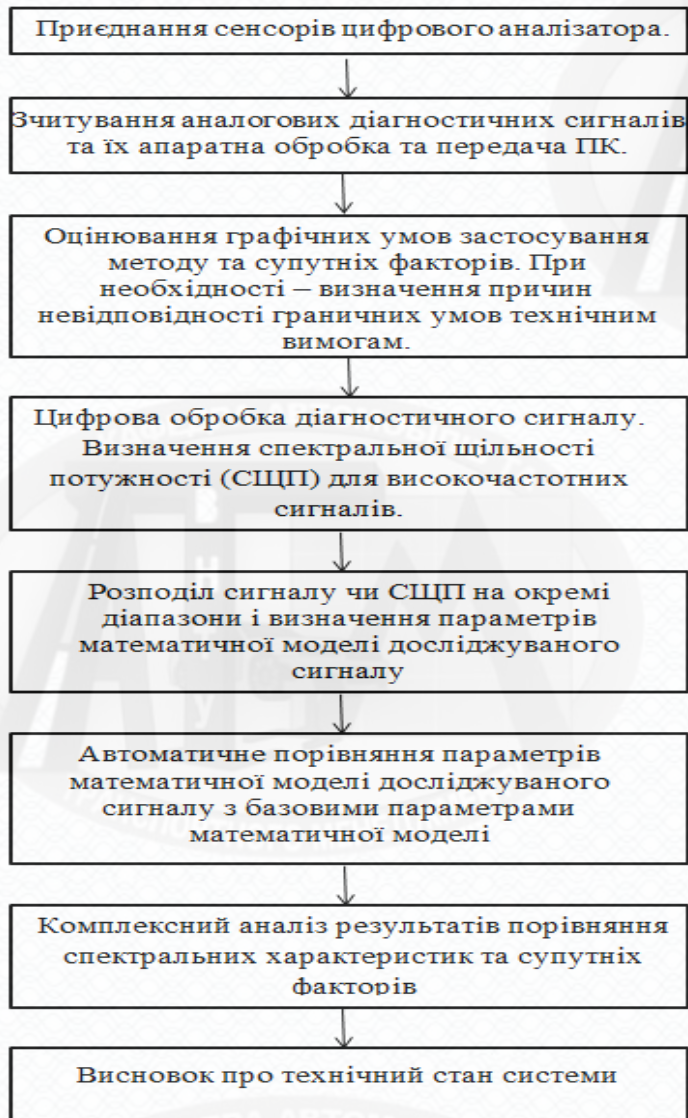 Приєднання сенсорів цифрового аналізатора.
Зчитування аналогових діагностичних сигналів
та їх апаратна обробка та передача ПК.
Оцінювання графічних умов застосування
методу та супутніх факторів. При
необхідності – визначення причин
невідповідності граничних умов технічним
вимогам.
Цифрова обробка діагностичного сигналу.
Визначення спектральної щільності
потужності (СЩП) для високочастотних
сигналів.
Розподіл сигналу чи СЩП на окремі
діапазони і визначення параметрів
математичної моделі досліджуваного
сигналу
Автоматичне порівняння параметрів
математичної моделі досліджуваного
сигналу з базовими параметрами
математичної моделі
Комплексний аналіз результатів порівняння
спектральних характеристик та супутніх
факторів
Висновок про технічний стан системи